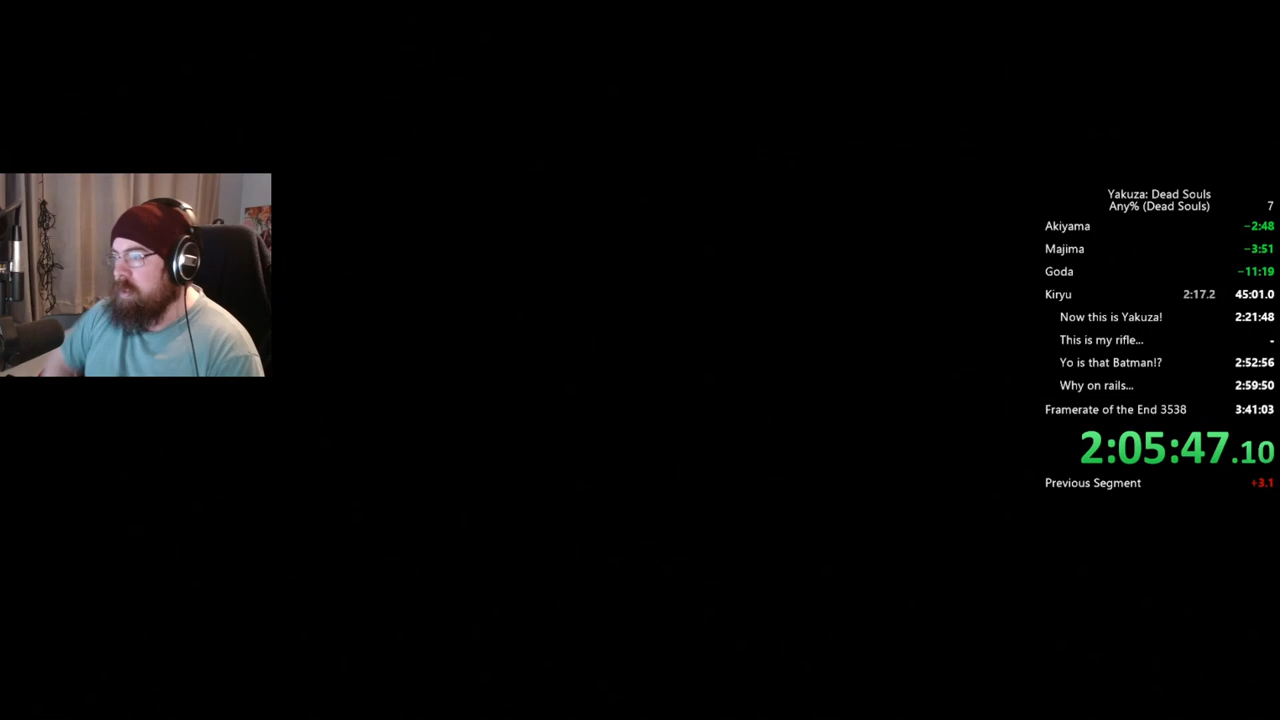 Yakuza: Dead Souls
Any% (Dead Souls) 7
Akiyama −2:48
Majima −3:51
Goda −11:19
Kiryu 2:17.2 45:01.0
Now this is Yakuza! 2:21:48
This is my rifle... -
Yo is that Batman!? 2:52:56
Why on rails... 2:59:50
Framerate of the End 3538 3:41:03
2:05:47.10
Previous Segment +3.1